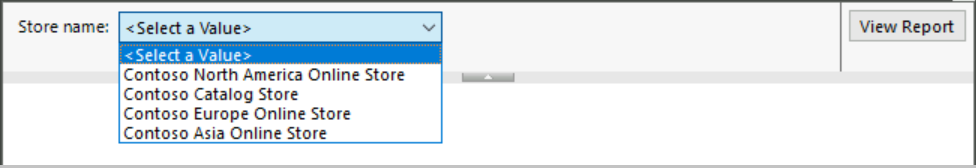 Store name: <Select a Value> View Report
<Select a Value>
Contoso North America Online Store
Contoso Catalog Store
Contoso Europe Online Store
Contoso Asia Online Store